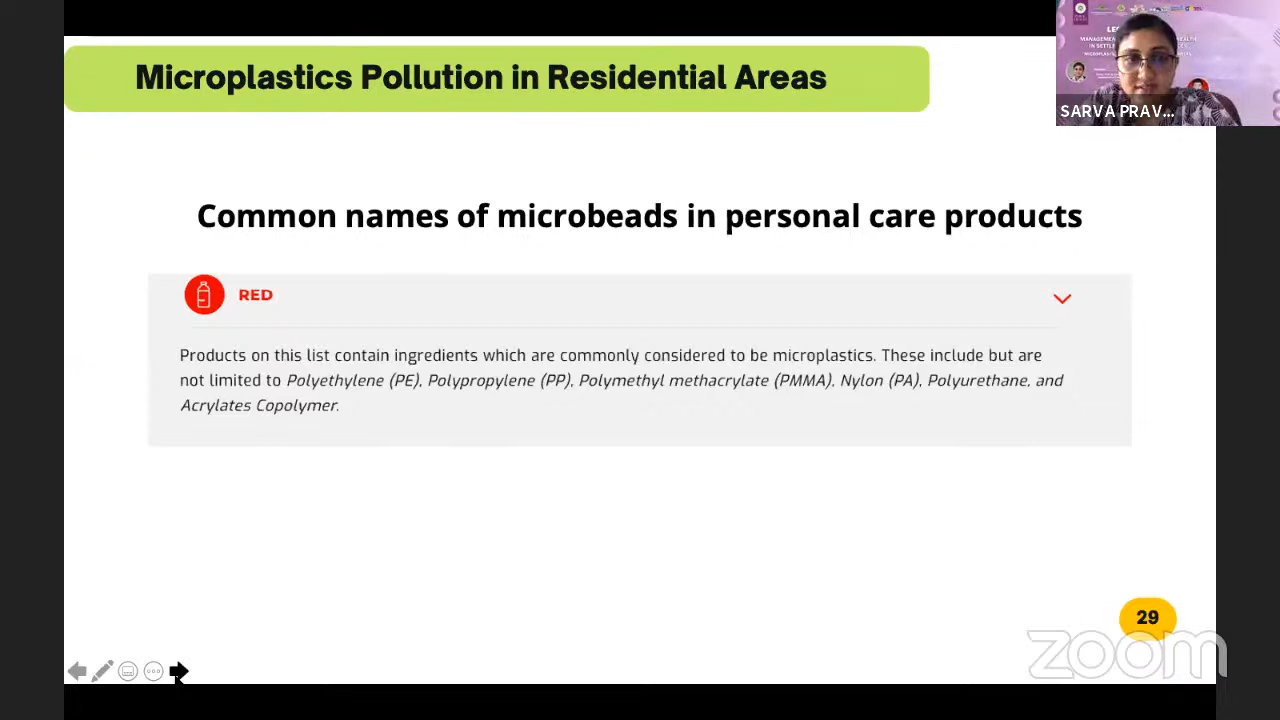 Microplastics Pollution in Residential Areas
SARVA PRAV...
Common names of microbeads in personal care products
RED
Products on this list contain ingredients which are commonly considered to be microplastics. These include but are
not limited to Polyethylene (PE), Polypropylene (PP), Polymethyl methacrylate (PMMA), Nylon (PA), Polyurethane, and
Acrylates Copolymer.
29
zoom